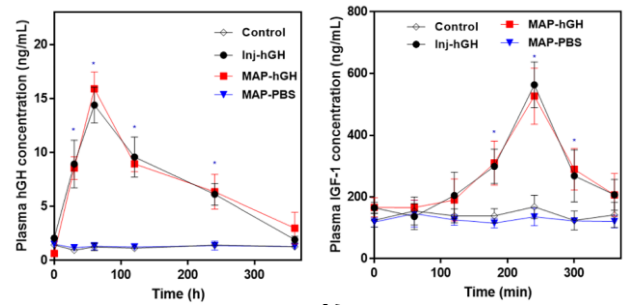 Plasma hGH concentration (ng/mL)
20
15
10
5
0
Control
Inj-hGH
MAP-hGH
MAP-PBS
*
*
*
*
0
100
200
300
Time (h)
Plasma IGF-1 concentration (ng/mL)
800
600
400
200
0
Control
Inj-hGH
MAP-hGH
MAP-PBS
*
*
*
0
100
200
300
Time (min)